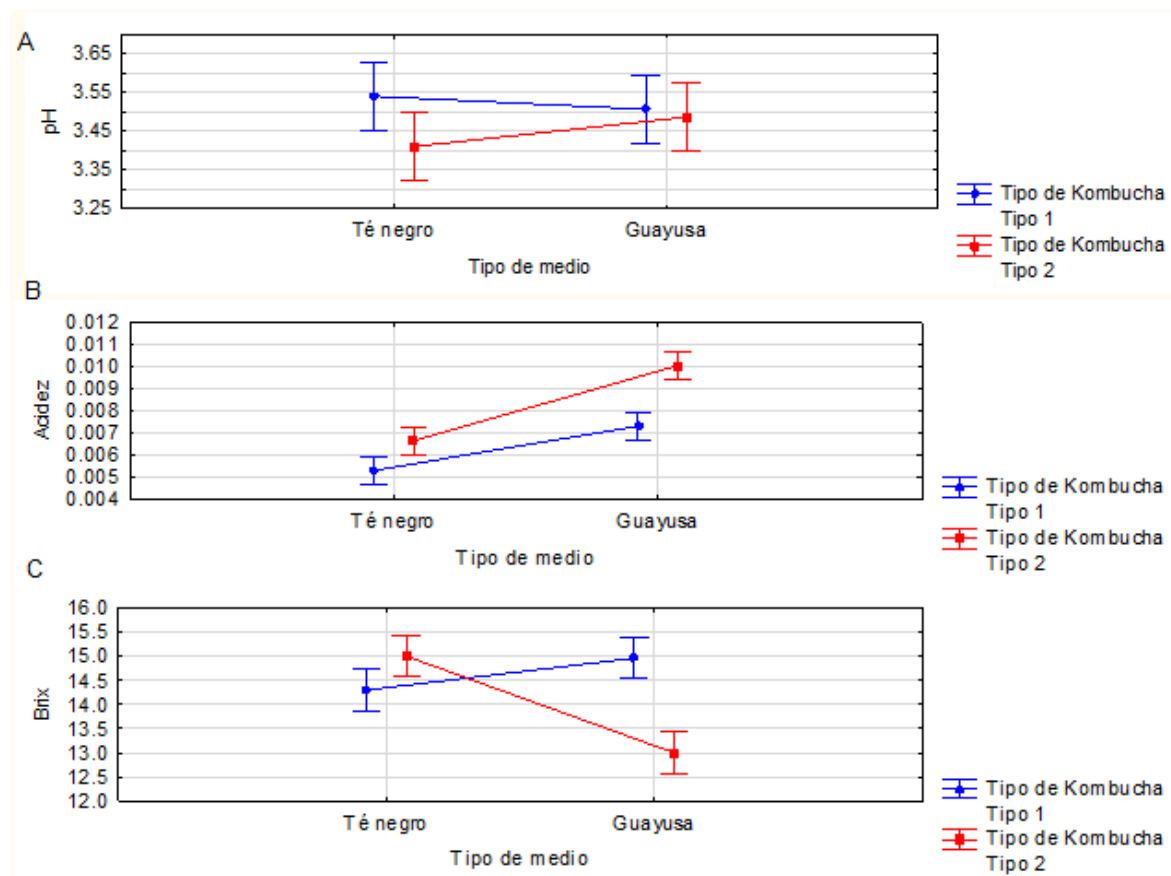 A
pH
3.65
3.55
3.45
3.35
3.25
Té negro
Guayusa
Tipo de medio
Tipo de Kombucha
Tipo 1
Tipo de Kombucha
Tipo 2
B
Acidez
0.012
0.011
0.010
0.009
0.008
0.007
0.006
0.005
0.004
Té negro
Guayusa
Tipo de medio
Tipo de Kombucha
Tipo 1
Tipo de Kombucha
Tipo 2
C
Brix
16.0
15.5
15.0
14.5
14.0
13.5
13.0
12.5
12.0
Té negro
Guayusa
Tipo de medio
Tipo de Kombucha
Tipo 1
Tipo de Kombucha
Tipo 2